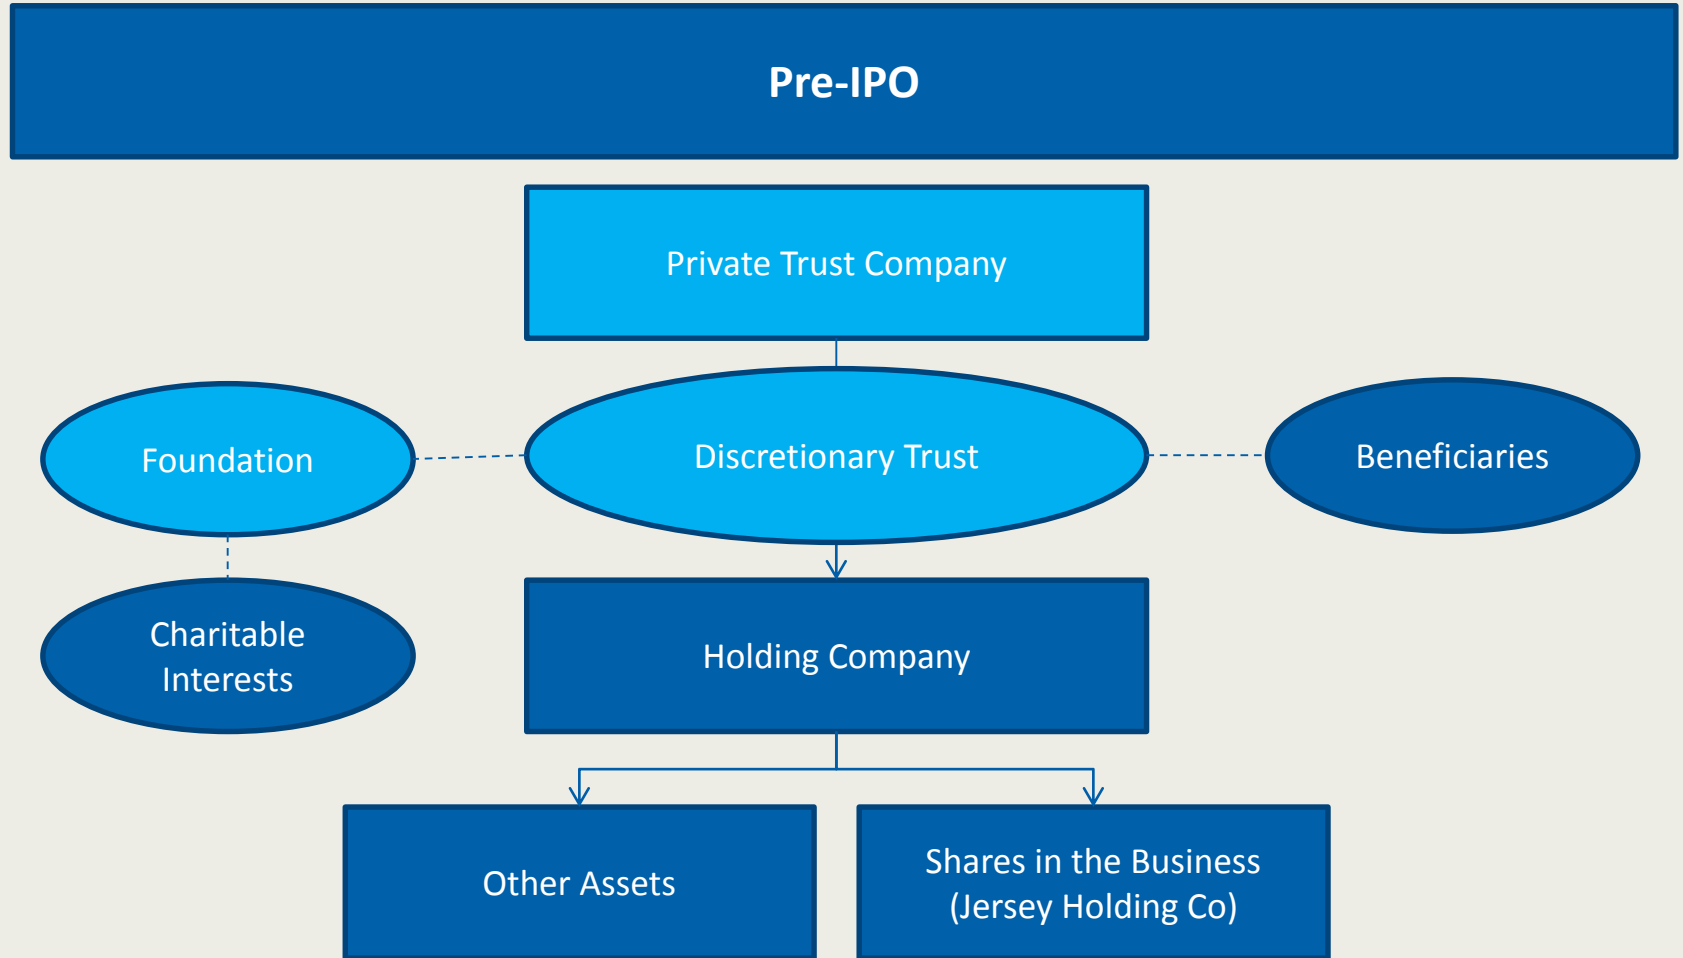 Pre-IPO
Private Trust Company
Foundation
Discretionary Trust
Beneficiaries
Charitable
Interests
Holding Company
Other Assets
Shares in the Business
(Jersey Holding Co)